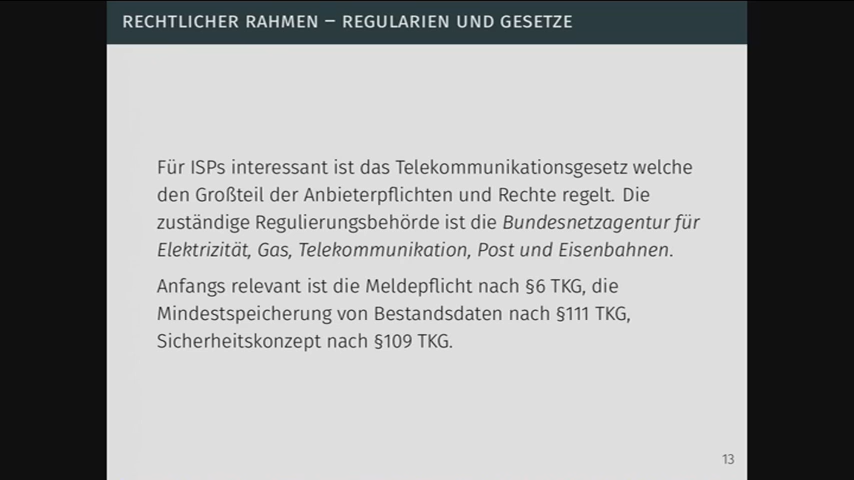 RECHTLICHER RAHMEN – REGULARIEN UND GESETZE
Für ISPs interessant ist das Telekommunikationsgesetz welche
den Großteil der Anbieterpflichten und Rechte regelt. Die
zuständige Regulierungsbehörde ist die Bundesnetzagentur für
Elektrizität, Gas, Telekommunikation, Post und Eisenbahnen.
Anfangs relevant ist die Meldepflicht nach §6 TKG, die
Mindestspeicherung von Bestandsdaten nach §111 TKG,
Sicherheitskonzept nach §109 TKG.
13